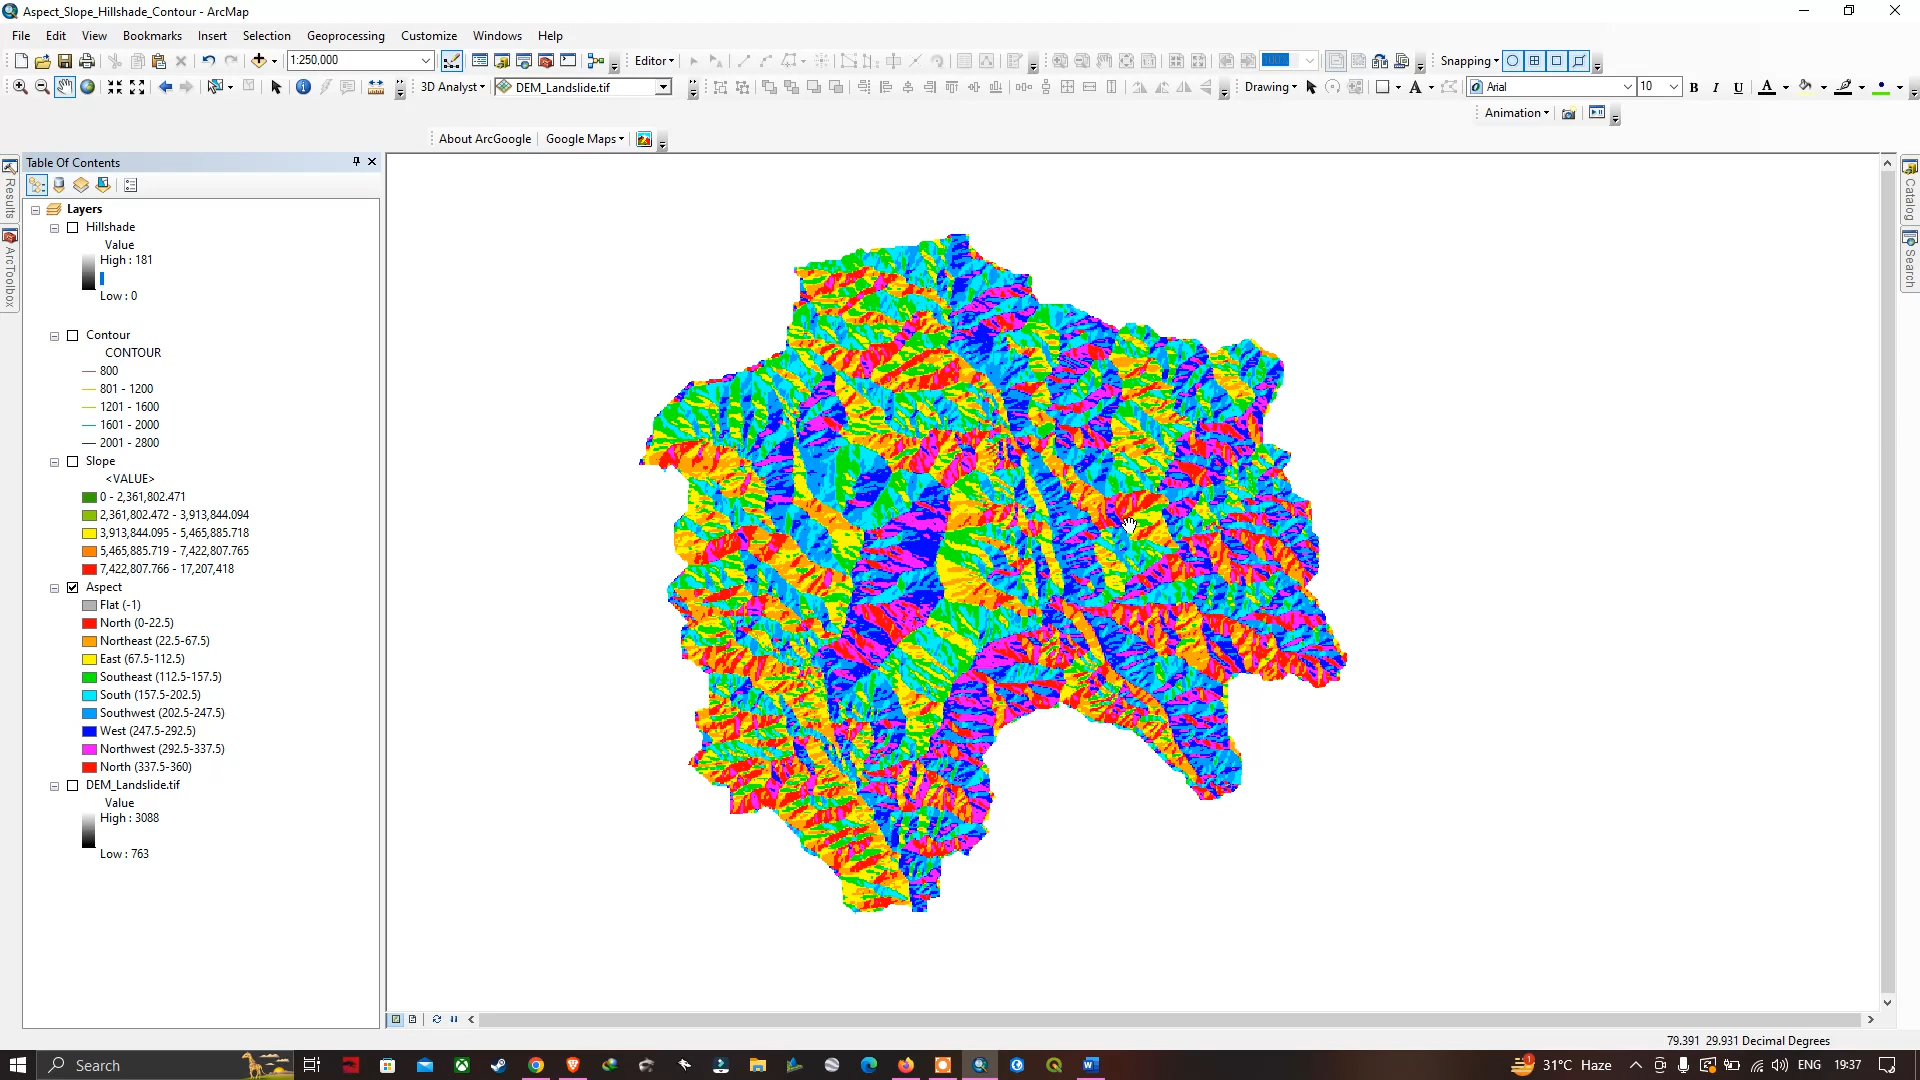 Aspect_Slope_Hillshade_Contour - ArcMap
File Edit View Bookmarks Insert Selection Geoprocessing Customize Windows Help
1:250,000 Editor 100% Snapping
3D Analyst DEM_Landslide.tif Drawing A Arial 10 B I U A
Animation
About ArcGoogle Google Maps
Table Of Contents
Results
ArcToolbox
Catalog
Search
Layers
Hillshade
Value
High : 181
Low : 0
Contour
CONTOUR
800
801 - 1200
1201 - 1600
1601 - 2000
2001 - 2800
Slope
<VALUE>
0 - 2,361,802.471
2,361,802.472 - 3,913,844.094
3,913,844.095 - 5,465,885.718
5,465,885.719 - 7,422,807.765
7,422,807.766 - 17,207,418
Aspect
Flat (-1)
North (0-22.5)
Northeast (22.5-67.5)
East (67.5-112.5)
Southeast (112.5-157.5)
South (157.5-202.5)
Southwest (202.5-247.5)
West (247.5-292.5)
Northwest (292.5-337.5)
North (337.5-360)
DEM_Landslide.tif
Value
High : 3088
Low : 763
79.391 29.931 Decimal Degrees
Search 1 31°C Haze ENG 19:37